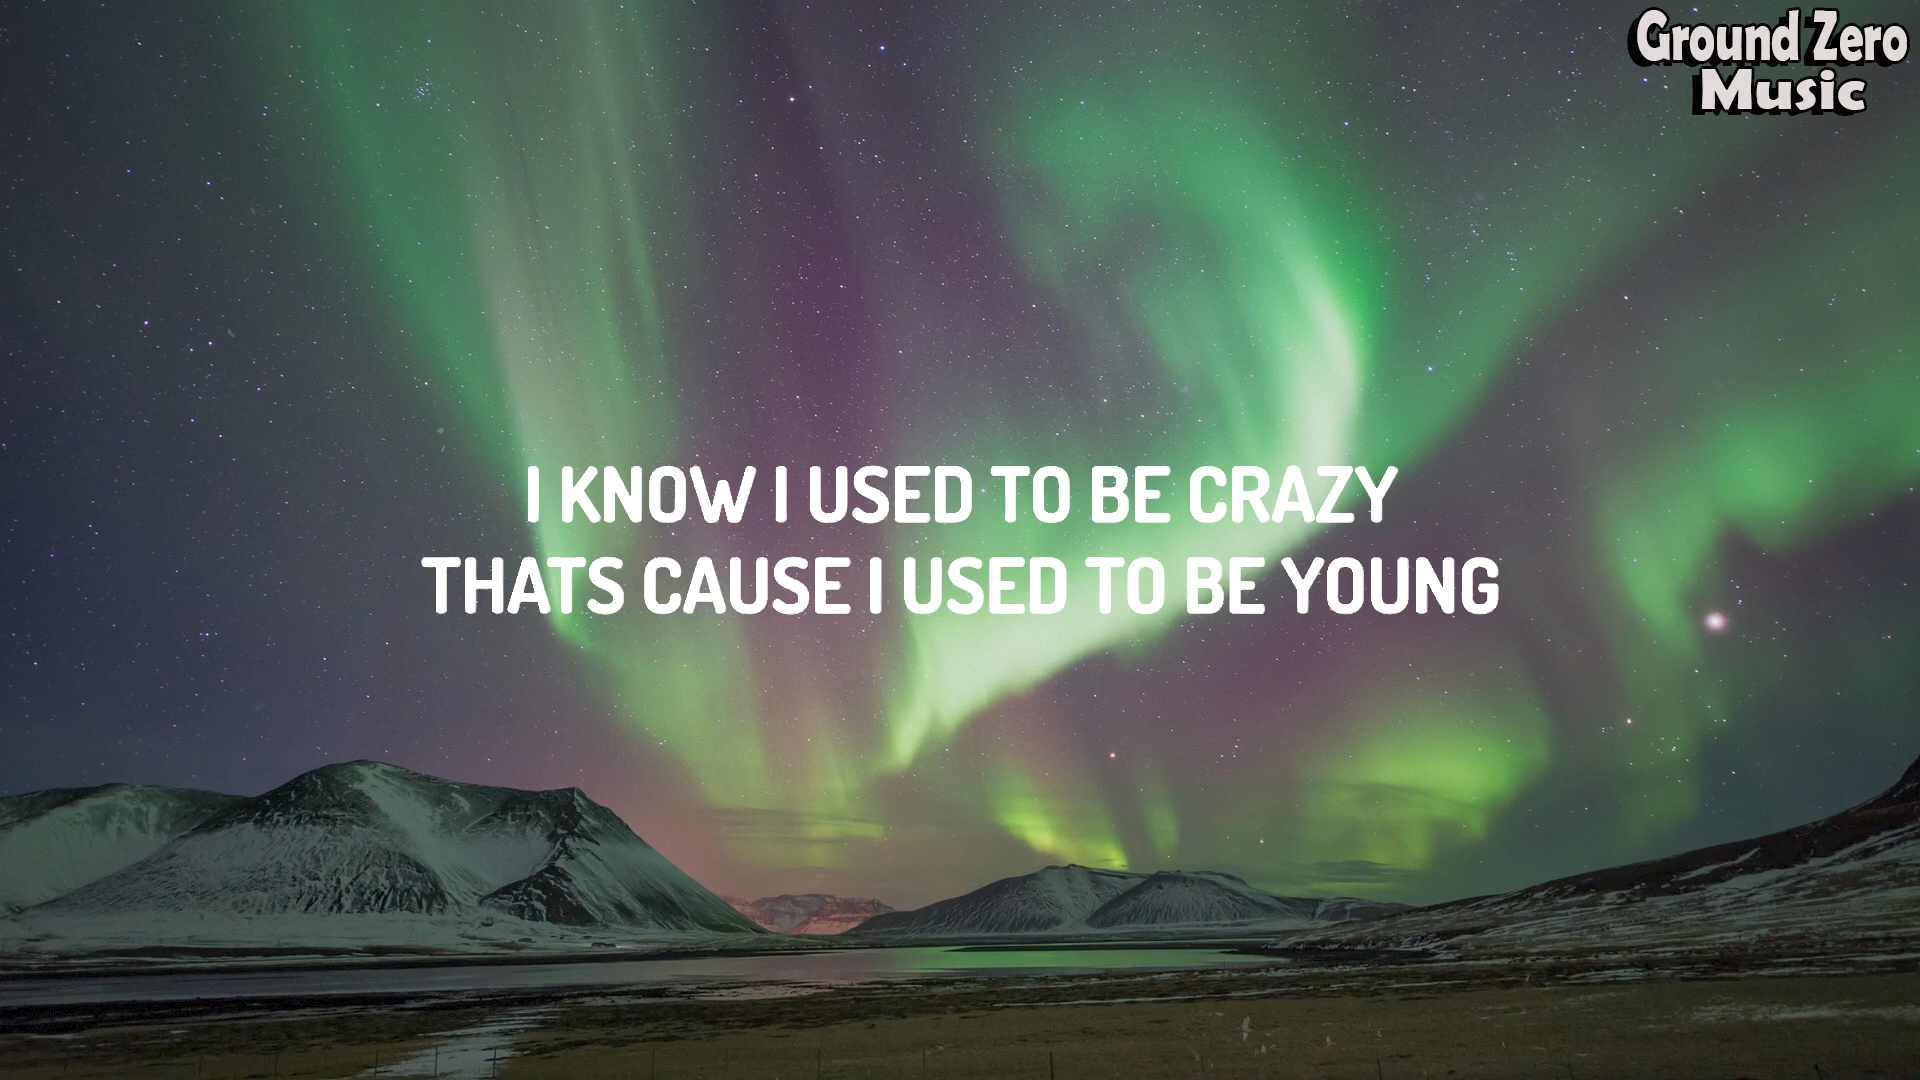 Ground Zero
Music
I KNOW I USED TO BE CRAZY
THATS CAUSE I USED TO BE YOUNG